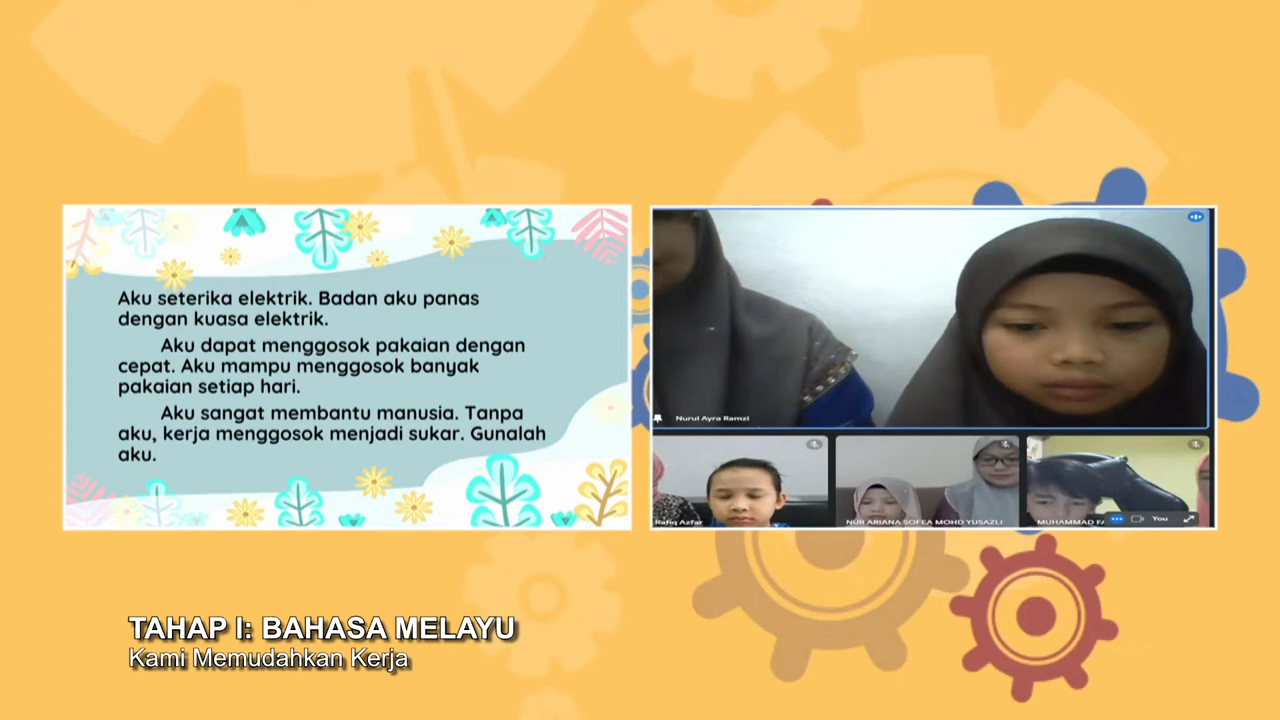 Aku seterika elektrik. Badan aku panas
dengan kuasa elektrik.
Aku dapat menggosok pakaian dengan
cepat. Aku mampu menggosok banyak
pakaian setiap hari.
Aku sangat membantu manusia. Tanpa
aku, kerja menggosok menjadi sukar. Gunalah
aku.
Nurul Ayra Ramzi
Rafiq Azfar
NUR ARIANA SOFEA MOHD YUSAZLI
MUHAMMAD
You
TAHAP I: BAHASA MELAYU
Kami Memudahkan Kerja